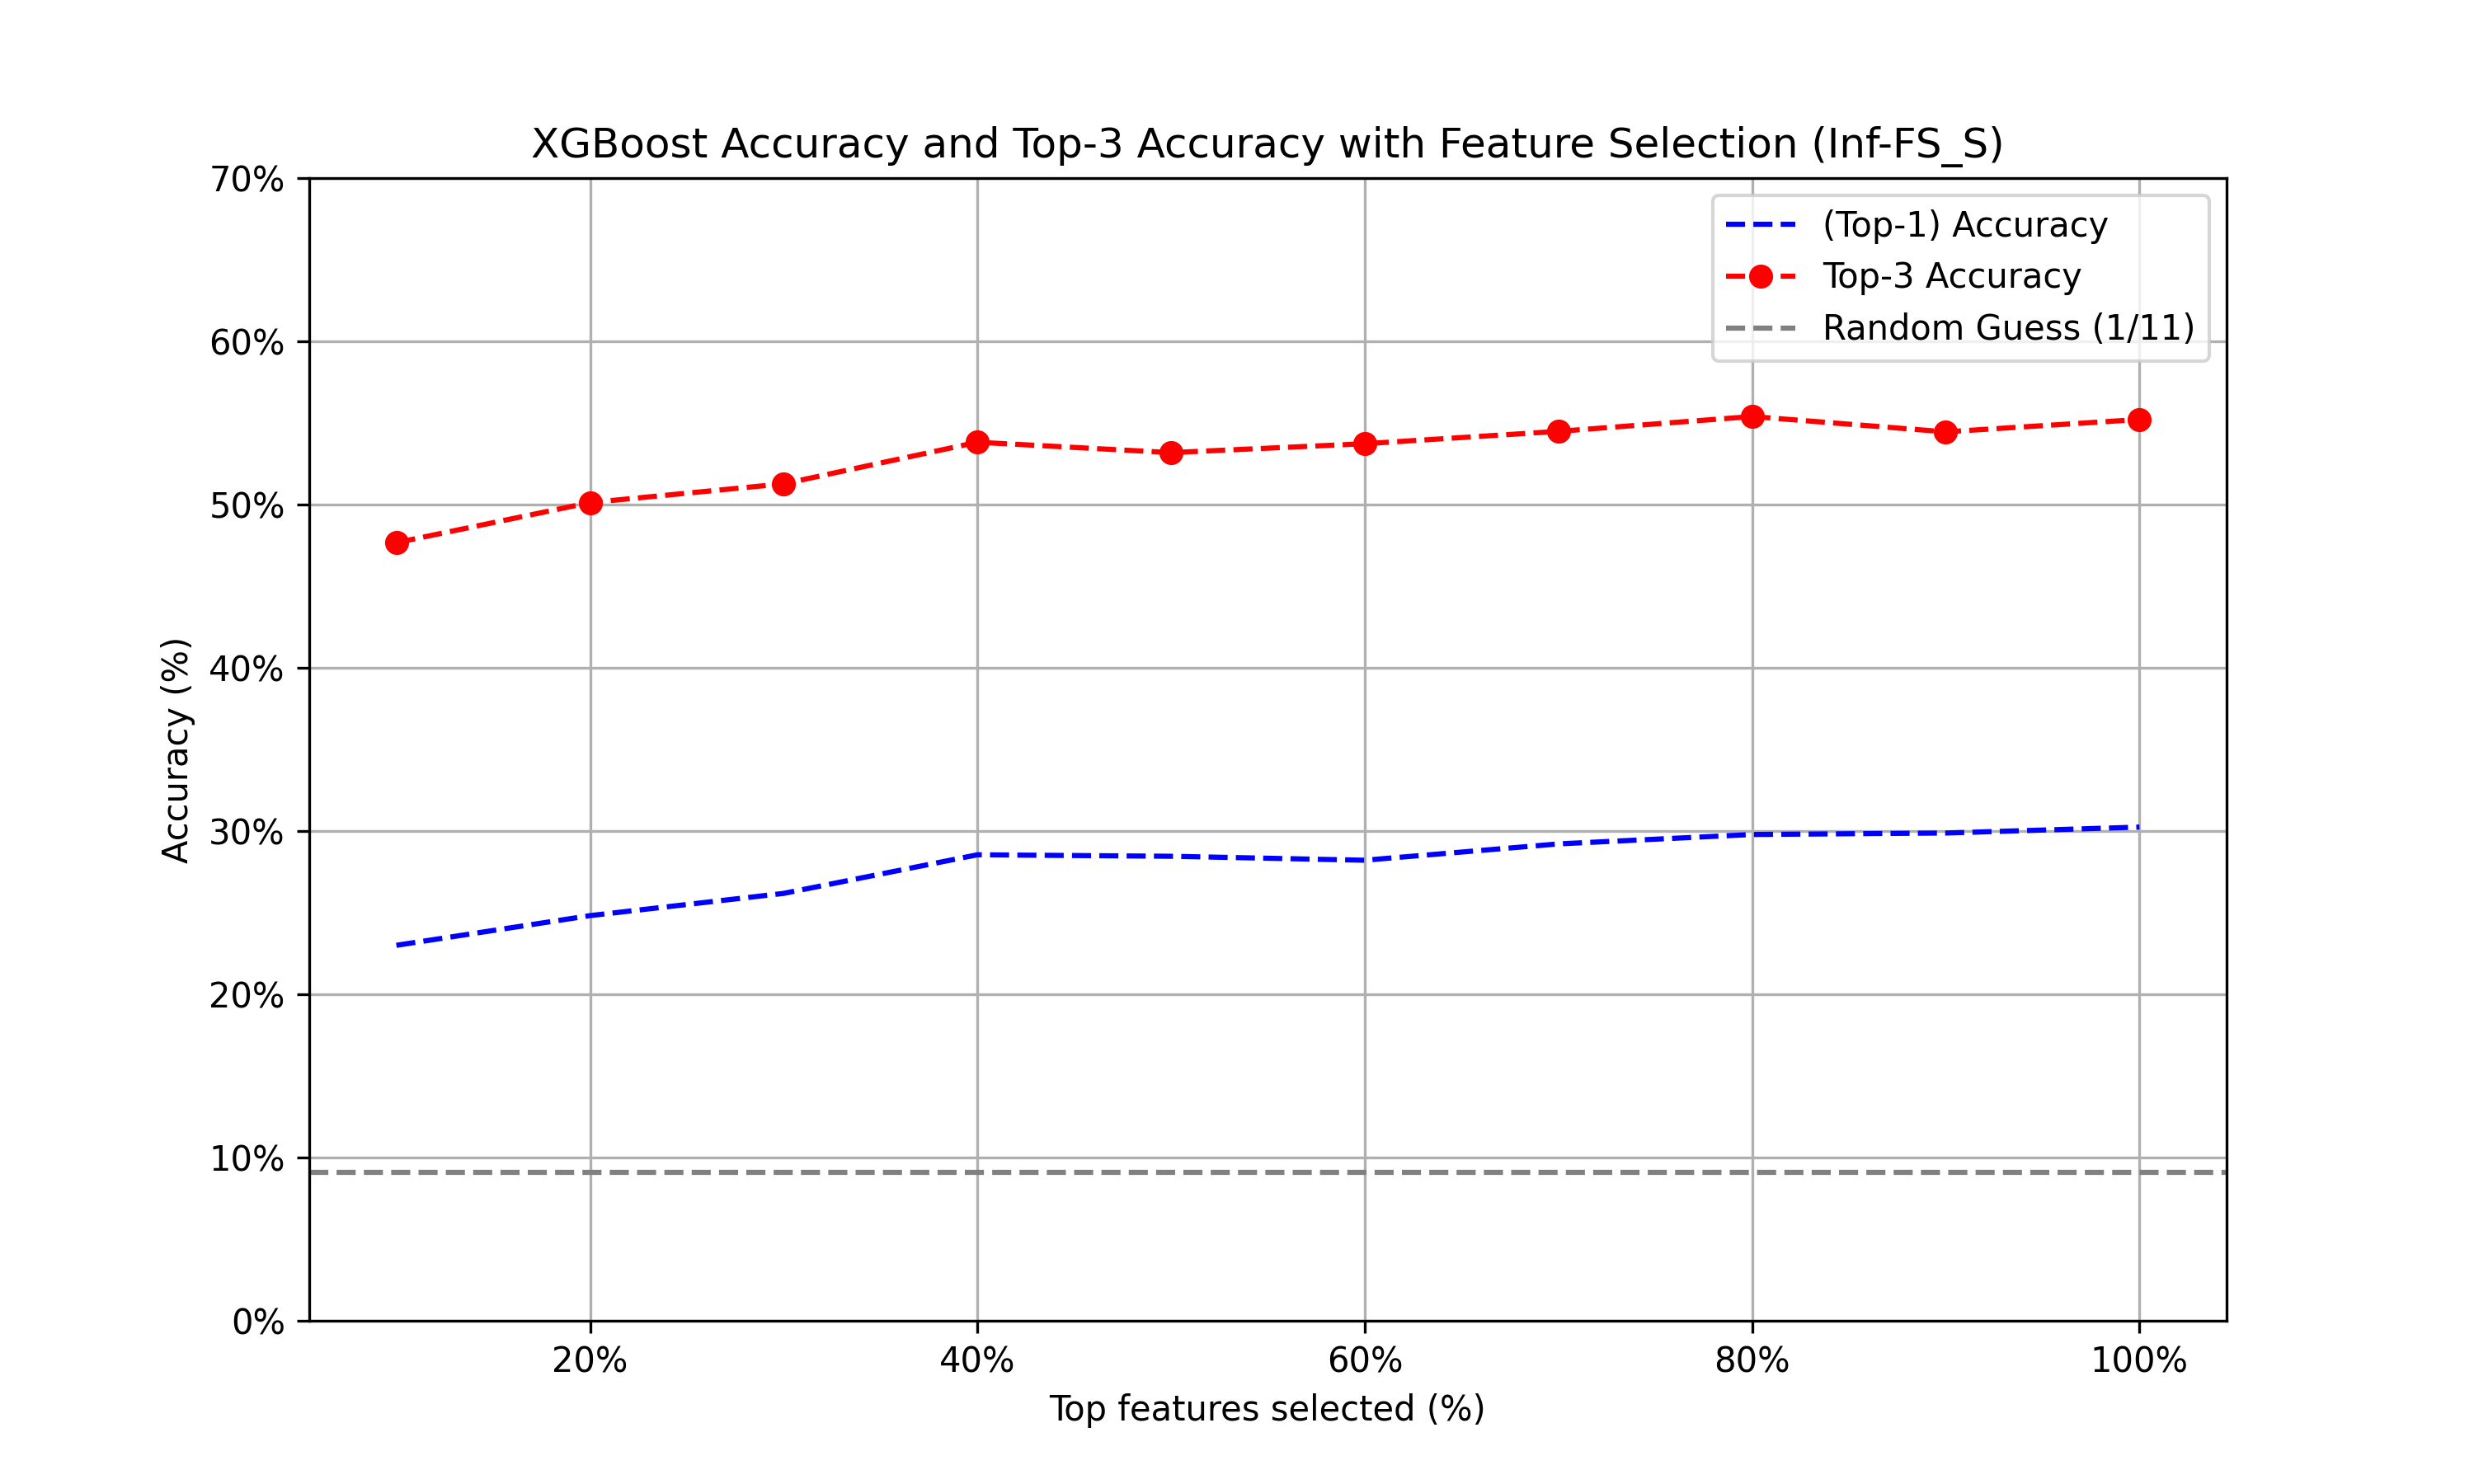 XGBoost Accuracy and Top-3 Accuracy with Feature Selection (Inf-FS_S)
70%
60%
50%
40%
30%
20%
10%
0%
Accuracy (%)
(Top-1) Accuracy
Top-3 Accuracy
Random Guess (1/11)
20%
40%
60%
80%
100%
Top features selected (%)